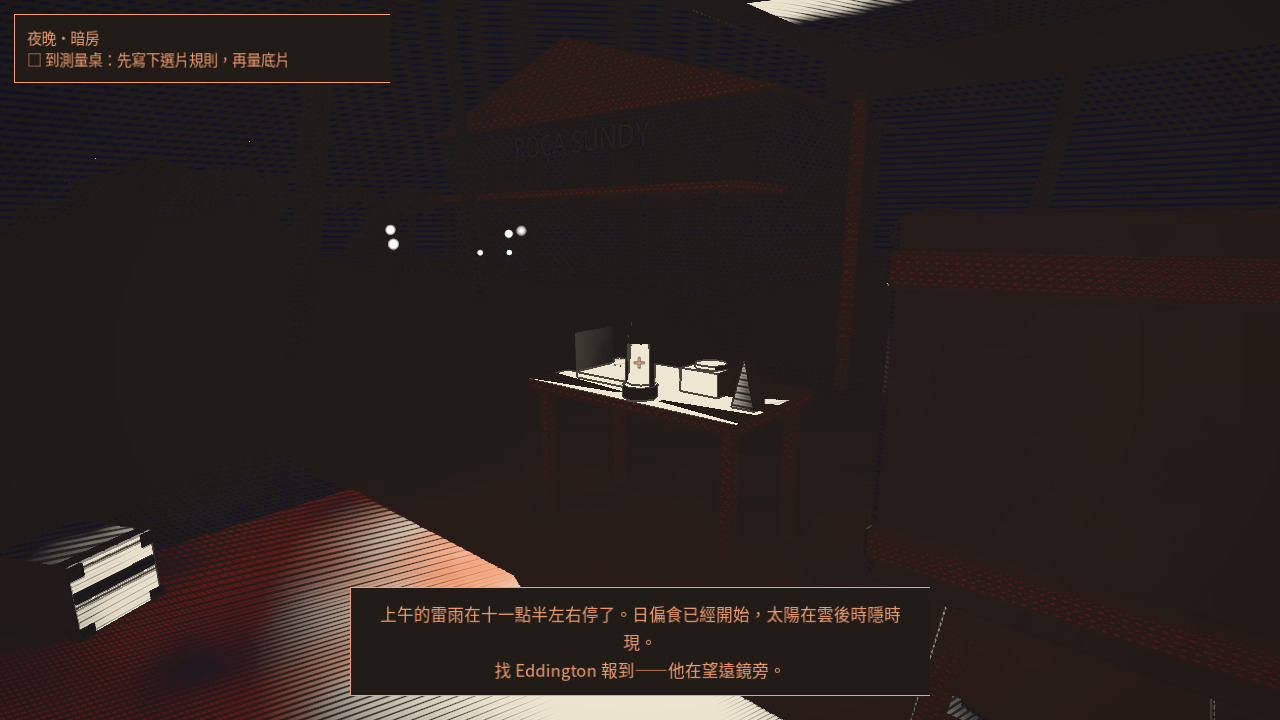 夜晚・暗房
□ 到測量桌：先寫下選片規則，再量底片
ROÇA SUNDY
上午的雷雨在十一點半左右停了。日偏食已經開始，太陽在雲後時隱時
現。
找 Eddington 報到——他在望遠鏡旁。